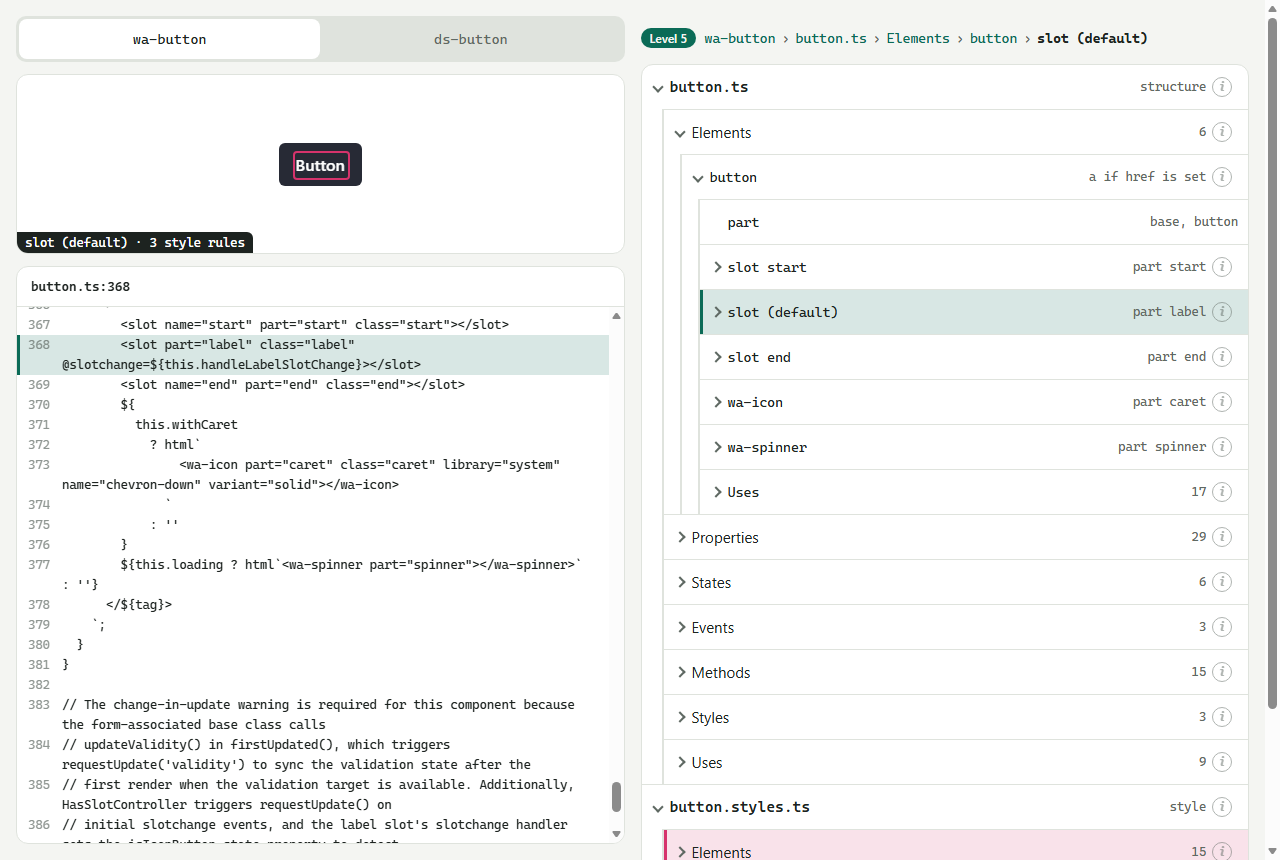 wa-button
ds-button
Button
slot (default) · 3 style rules
button.ts:368
367 <slot name="start" part="start" class="start"></slot>
368 <slot part="label" class="label"
@slotchange=${this.handleLabelSlotChange}></slot>
369 <slot name="end" part="end" class="end"></slot>
370 ${
371 this.withCaret
372 ? html`
373 <wa-icon part="caret" class="caret" library="system"
name="chevron-down" variant="solid"></wa-icon>
374 `
375 : ''
376 }
377 ${this.loading ? html`<wa-spinner part="spinner"></wa-spinner>`
: ''}
378 </${tag}>
379 `;
380 }
381 }
382
383 // The change-in-update warning is required for this component because
the form-associated base class calls
384 // updateValidity() in firstUpdated(), which triggers
requestUpdate('validity') to sync the validation state after the
385 // first render when the validation target is available. Additionally,
HasSlotController triggers requestUpdate() on
386 // initial slotchange events, and the label slot's slotchange handler
Level 5 wa-button › button.ts › Elements › button › slot (default)
button.ts structure i
Elements 6 i
button a if href is set i
part base, button
slot start part start i
slot (default) part label i
slot end part end i
wa-icon part caret i
wa-spinner part spinner i
Uses 17 i
Properties 29 i
States 6 i
Events 3 i
Methods 15 i
Styles 3 i
Uses 9 i
button.styles.ts style i
Elements 15 i